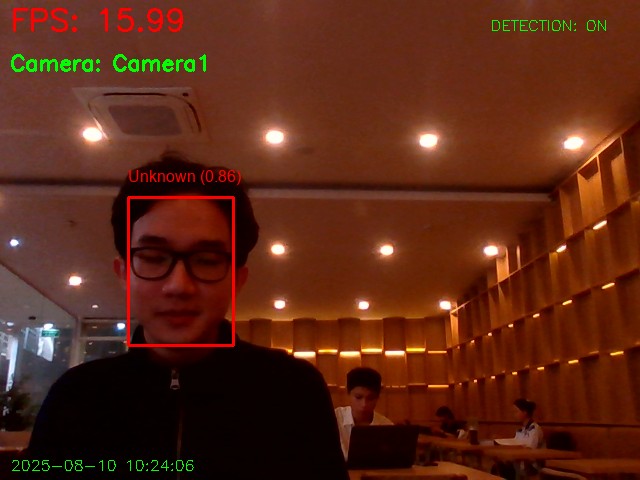 FPS: 15.99
DETECTION: ON
Camera: Camera1
Unknown (0.86)
2025-08-10 10:24:06